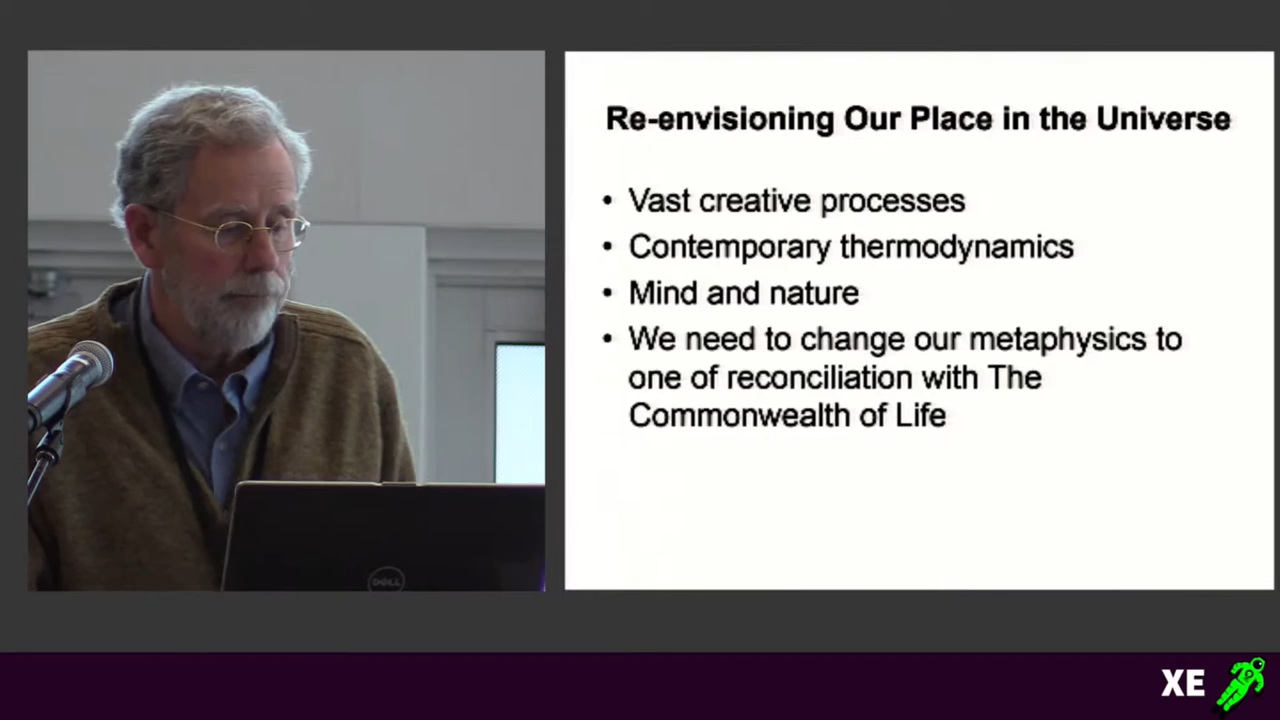 Re-envisioning Our Place in the Universe
• Vast creative processes
• Contemporary thermodynamics
• Mind and nature
• We need to change our metaphysics to
one of reconciliation with The
Commonwealth of Life
DELL
XE